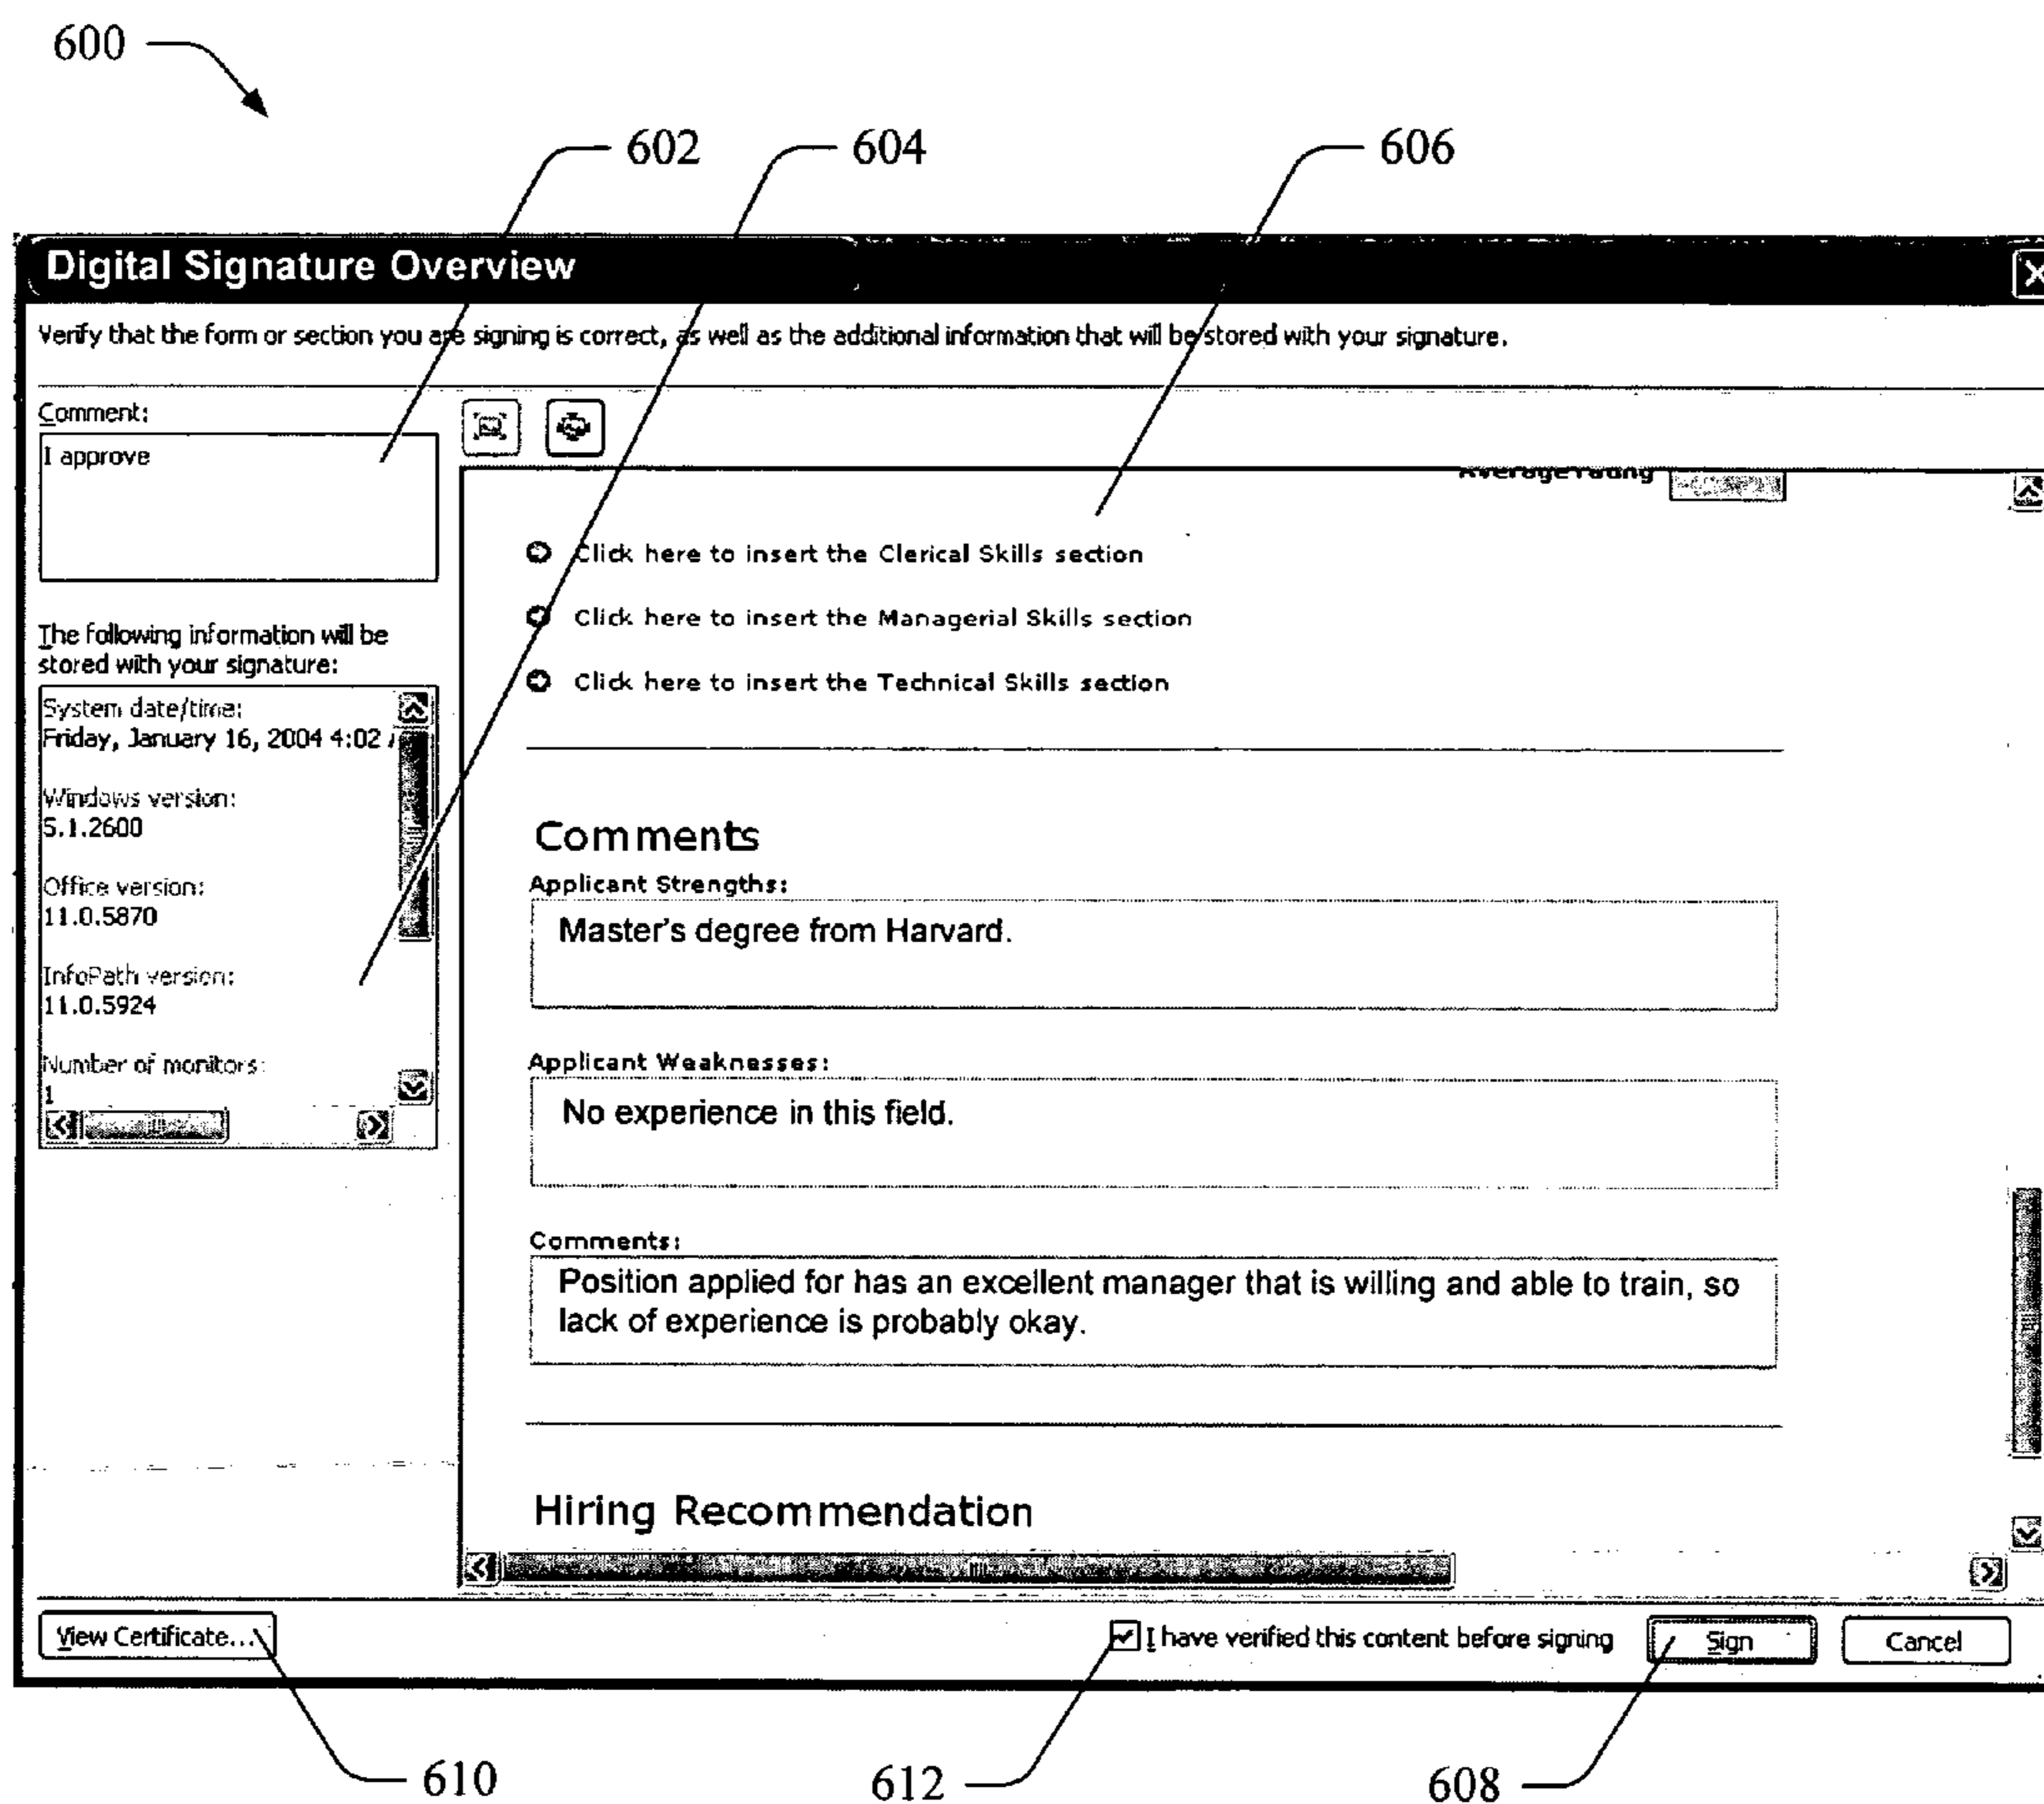 600
602
604
606
Digital Signature Overview
Verify that the form or section you are signing is correct, as well as the additional information that will be stored with your signature.
Comment:
I approve
The following information will be
stored with your signature:
System date/time:
Friday, January 16, 2004 4:02
Windows version:
5.1.2600
Office version:
11.0.5870
InfoPath version:
11.0.5924
Number of monitors:
1
Average rating
Click here to insert the Clerical Skills section
Click here to insert the Managerial Skills section
Click here to insert the Technical Skills section
Comments
Applicant Strengths:
Master's degree from Harvard.
Applicant Weaknesses:
No experience in this field.
Comments:
Position applied for has an excellent manager that is willing and able to train, so
lack of experience is probably okay.
Hiring Recommendation
View Certificate...
I have verified this content before signing
Sign
Cancel
610
612
608